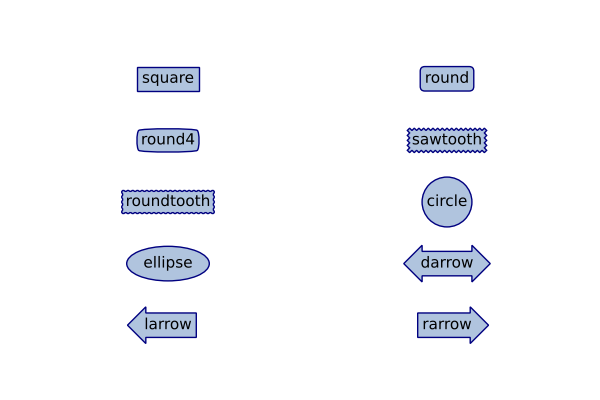 square
round
round4
sawtooth
roundtooth
circle
ellipse
darrow
larrow
rarrow